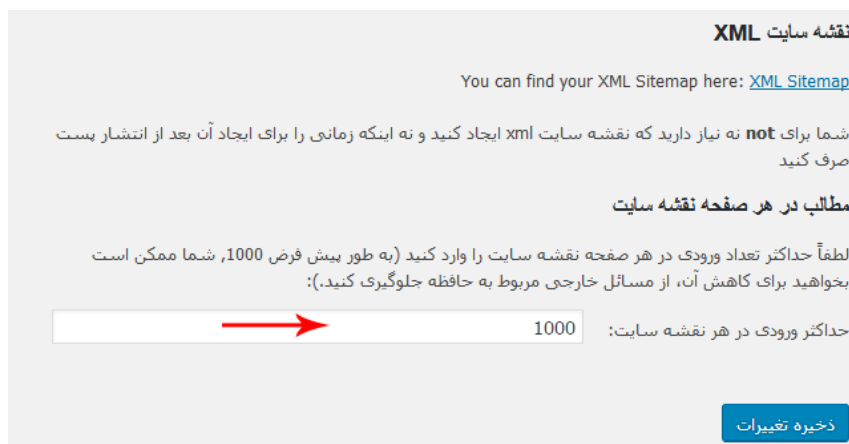 نقشه سایت XML
You can find your XML Sitemap here: XML Sitemap
شما برای not نه نیاز دارید که نقشه سایت xml ایجاد کنید و نه اینکه زمانی را برای ایجاد آن بعد از انتشار پست
صرف کنید
مطالب در هر صفحه نقشه سایت
لطفاً حداکثر تعداد ورودی در هر صفحه نقشه سایت را وارد کنید (به طور پیش فرض 1000, شما ممکن است
بخواهید برای کاهش آن، از مسائل خارجی مربوط به حافظه جلوگیری کنید.):
حداکثر ورودی در هر نقشه سایت: 1000
ذخیره تغییرات